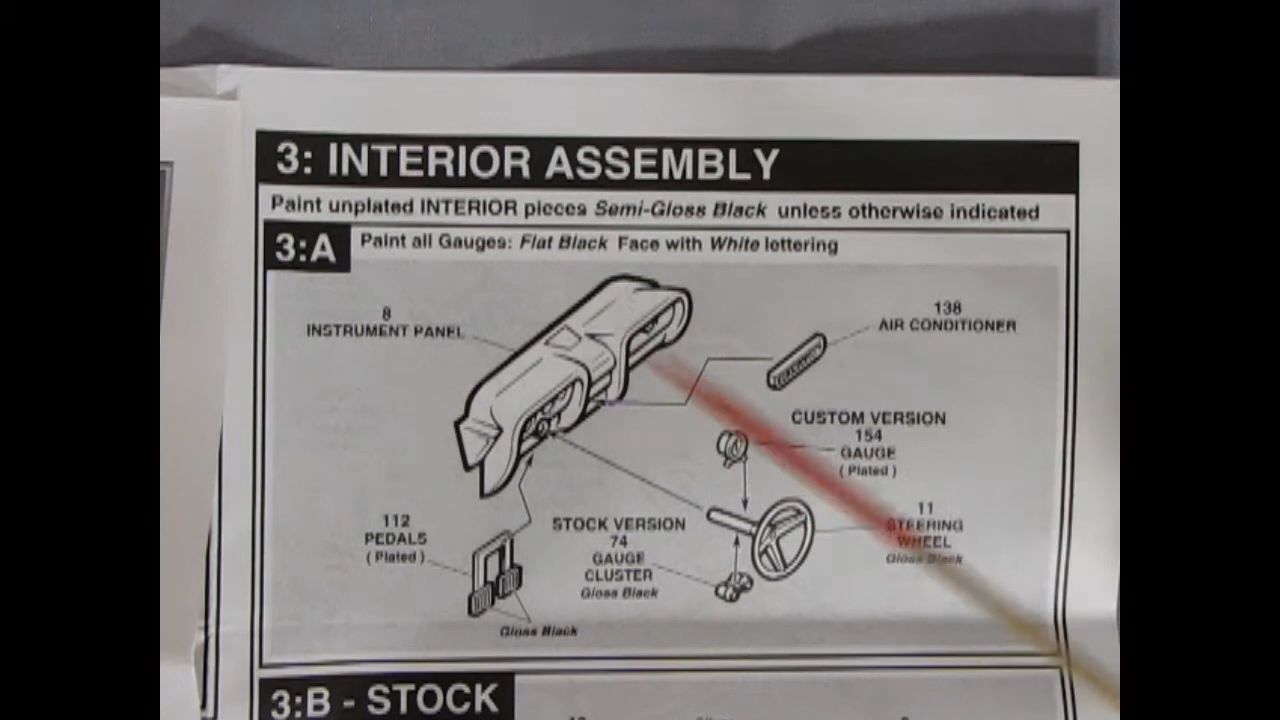 3: INTERIOR ASSEMBLY
Paint unplated INTERIOR pieces Semi-Gloss Black unless otherwise indicated
3:A
Paint all Gauges: Flat Black Face with White lettering
8
INSTRUMENT PANEL
138
AIR CONDITIONER
CUSTOM VERSION
154
GAUGE
( Plated )
11
STEERING
WHEEL
Gloss Black
112
PEDALS
( Plated )
STOCK VERSION
74
GAUGE
CLUSTER
Gloss Black
Gloss Black
3:B - STOCK